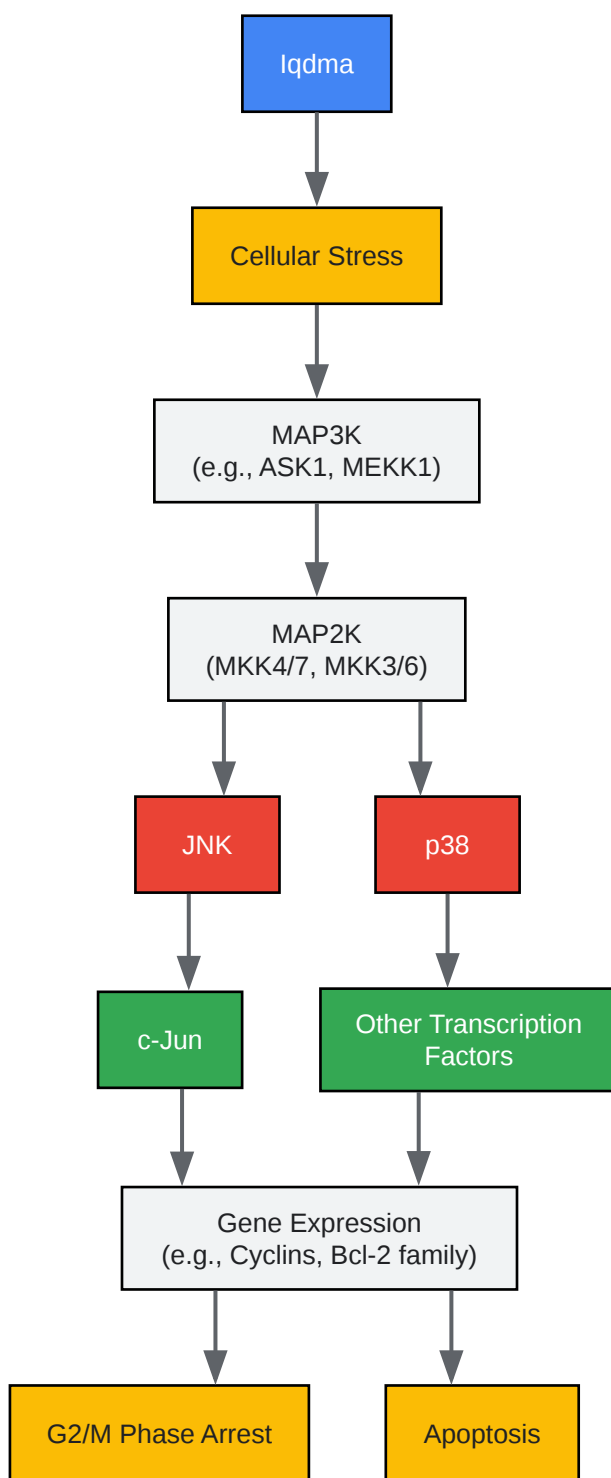 Iqdma
Cellular Stress
MAP3K
(e.g., ASK1, MEKK1)
MAP2K
(MKK4/7, MKK3/6)
JNK
p38
c-Jun
Other Transcription
Factors
Gene Expression
(e.g., Cyclins, Bcl-2 family)
G2/M Phase Arrest
Apoptosis